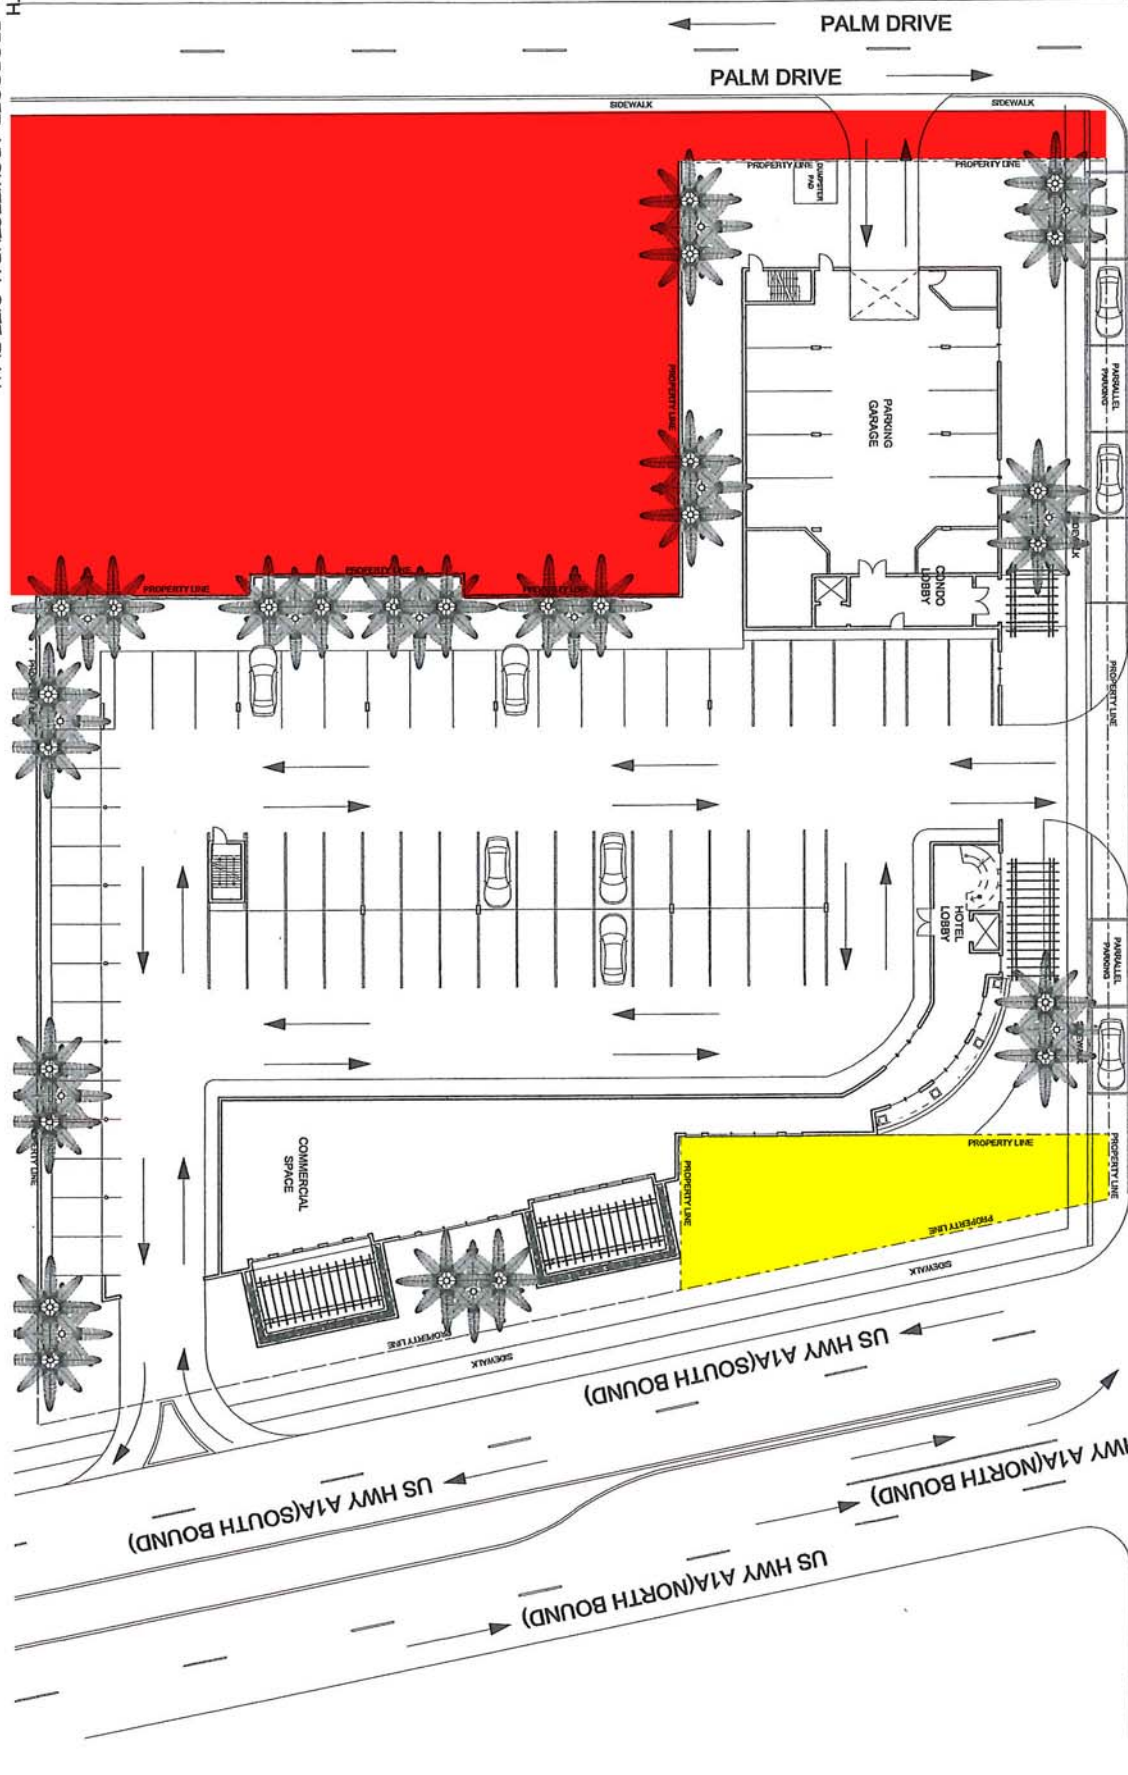 PALM DRIVE
PALM DRIVE
SIDEWALK
SIDEWALK
PROPERTY LINE
PROPERTY LINE
DUMPSTER
PAD
PARRALLEL
PARKING
PROPERTY LINE
PARKING
GARAGE
CONDO
LOBBY
PROPERTY LINE
PROPERTY LINE
PROPERTY LINE
PROPERTY LINE
HOTEL
LOBBY
PARRALLEL
PARKING
COMMERCIAL
SPACE
PROPERTY LINE
PROPERTY LINE
PROPERTY LINE
PROPERTY LINE
SIDEWALK
PROPERTY LINE
SIDEWALK
US HWY A1A(SOUTH BOUND)
US HWY A1A(SOUTH BOUND)
HWY A1A(NORTH BOUND)
US HWY A1A(NORTH BOUND)